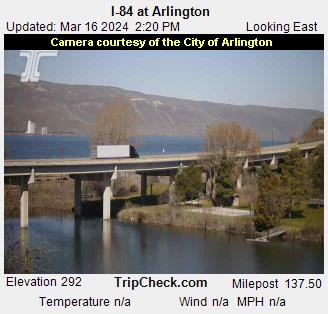 I-84 at Arlington
Updated: Mar 16 2024 2:20 PM Looking East
Camera courtesy of the City of Arlington
Elevation 292 TripCheck.com Milepost 137.50
Temperature n/a Wind n/a MPH n/a